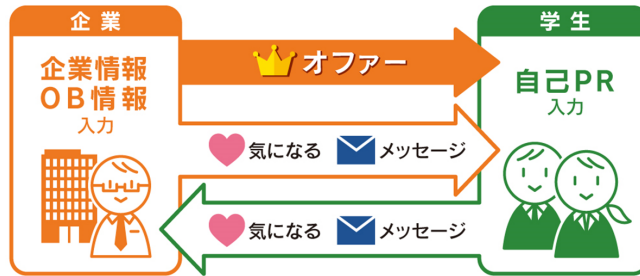 企業
企業情報
OB情報
入力
オファー
気になる メッセージ
気になる メッセージ
学生
自己PR
入力